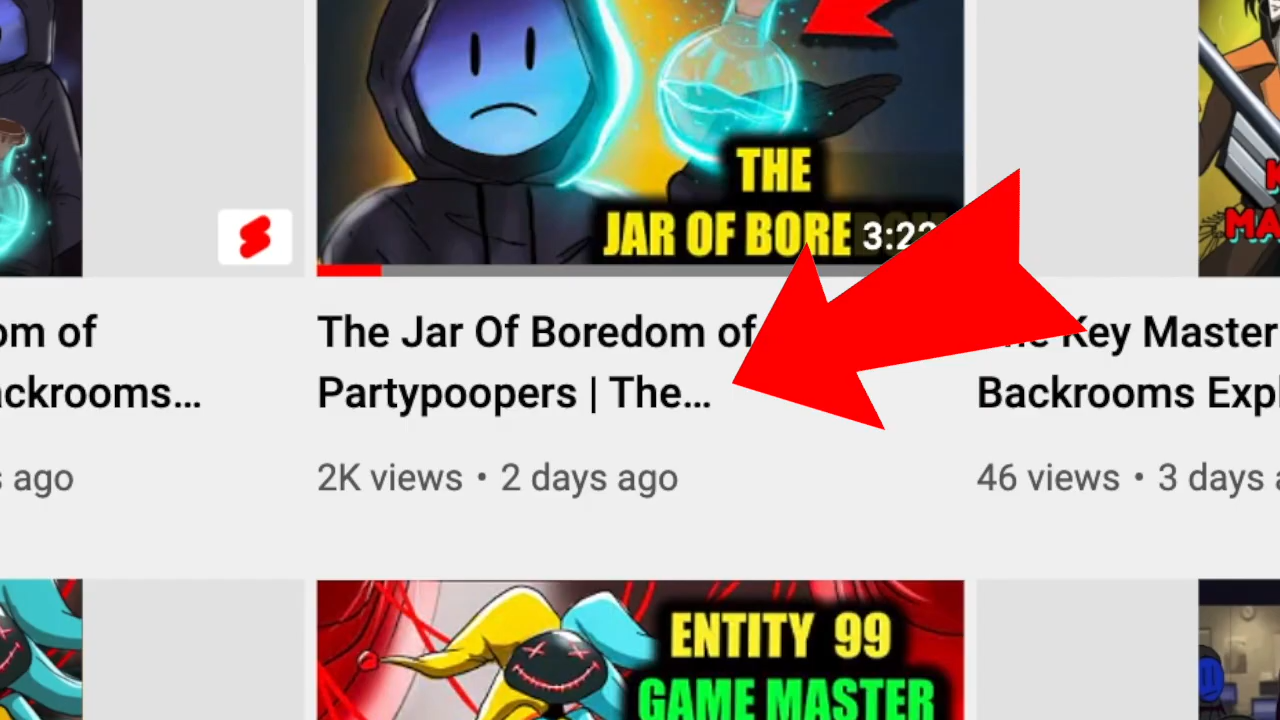 THE
JAR OF BORE
3:22
om of
ackrooms...
s ago
The Jar Of Boredom of
Partypoopers | The...
2K views • 2 days ago
Key Master
Backrooms Expl
46 views • 3 days a
ENTITY 99
GAME MASTER